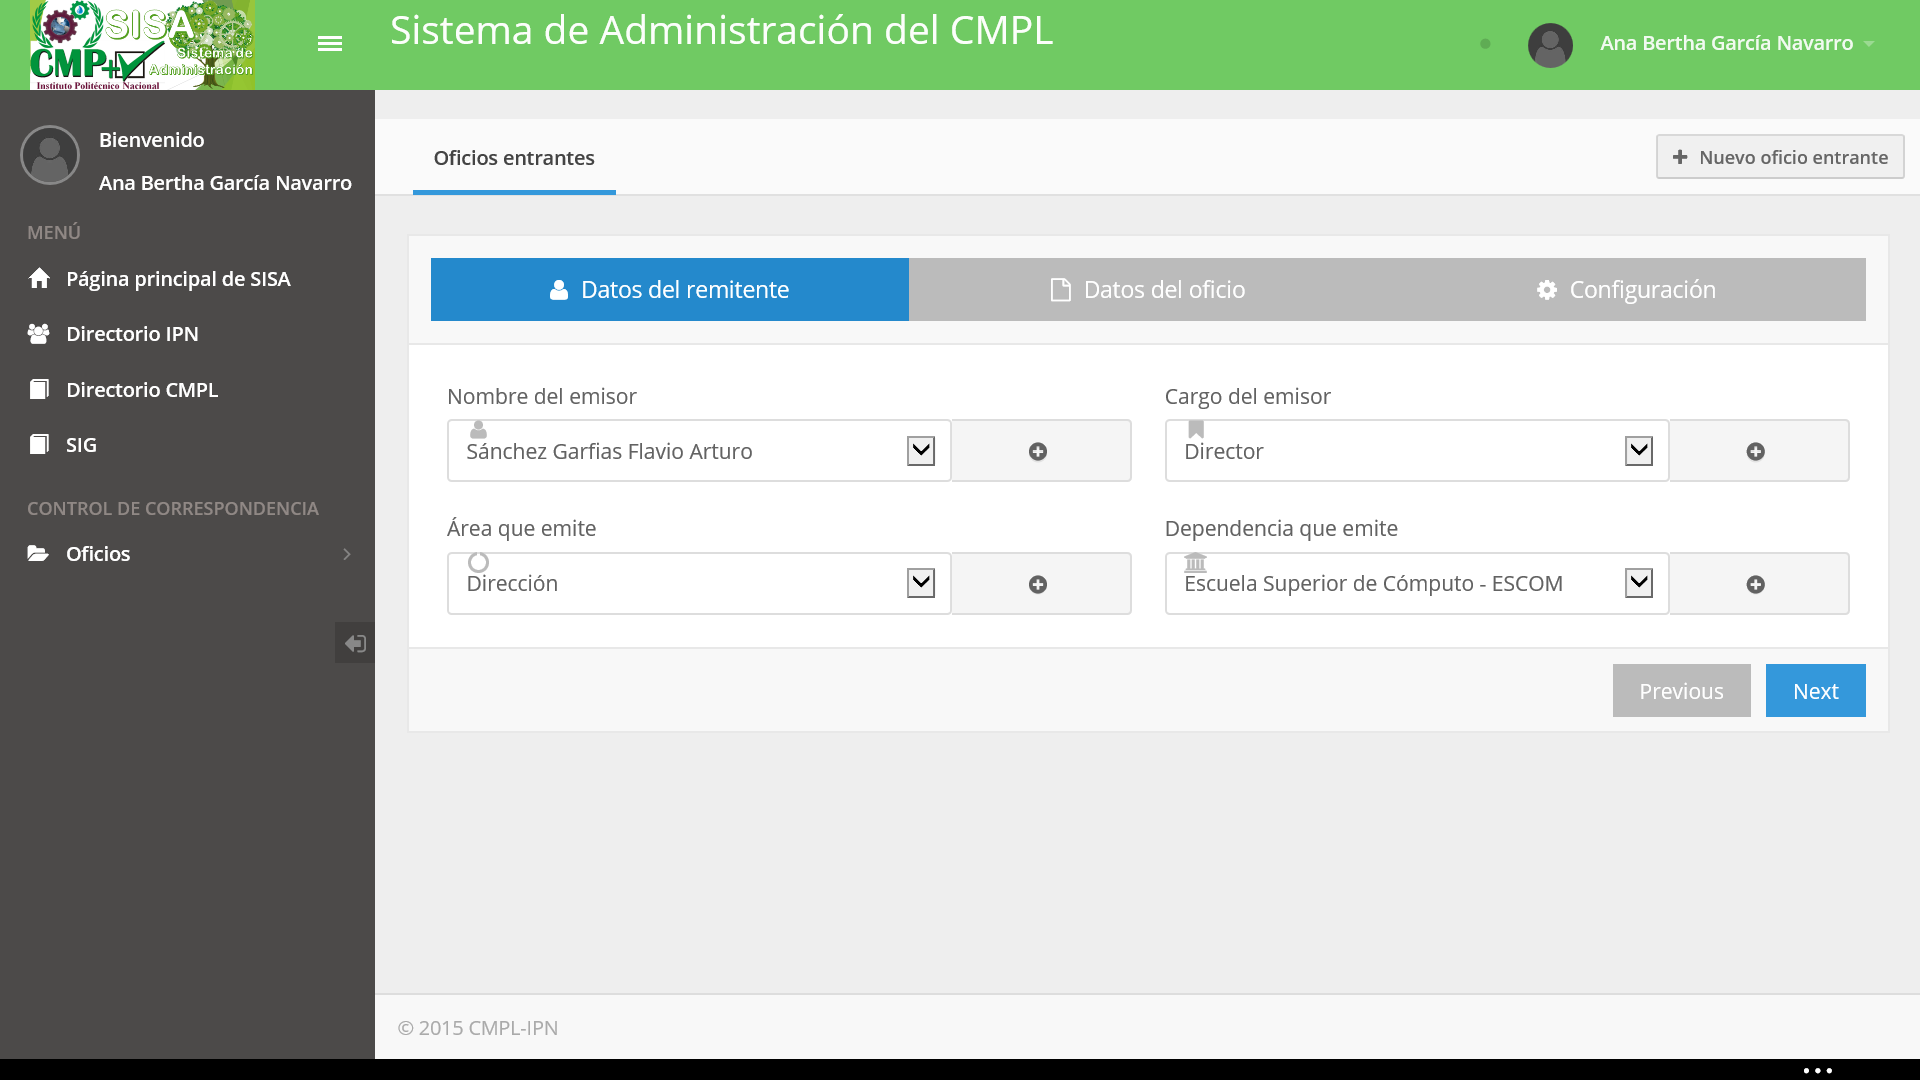 SISA
CMP+
Sistema de
Administración
Instituto Politécnico Nacional
Sistema de Administración del CMPL
Ana Bertha García Navarro
Bienvenido
Ana Bertha García Navarro
MENÚ
Página principal de SISA
Directorio IPN
Directorio CMPL
SIG
CONTROL DE CORRESPONDENCIA
Oficios
Oficios entrantes
Nuevo oficio entrante
Datos del remitente
Datos del oficio
Configuración
Nombre del emisor
Sánchez Garfias Flavio Arturo
Cargo del emisor
Director
Área que emite
Dirección
Dependencia que emite
Escuela Superior de Cómputo - ESCOM
Previous
Next
© 2015 CMPL-IPN